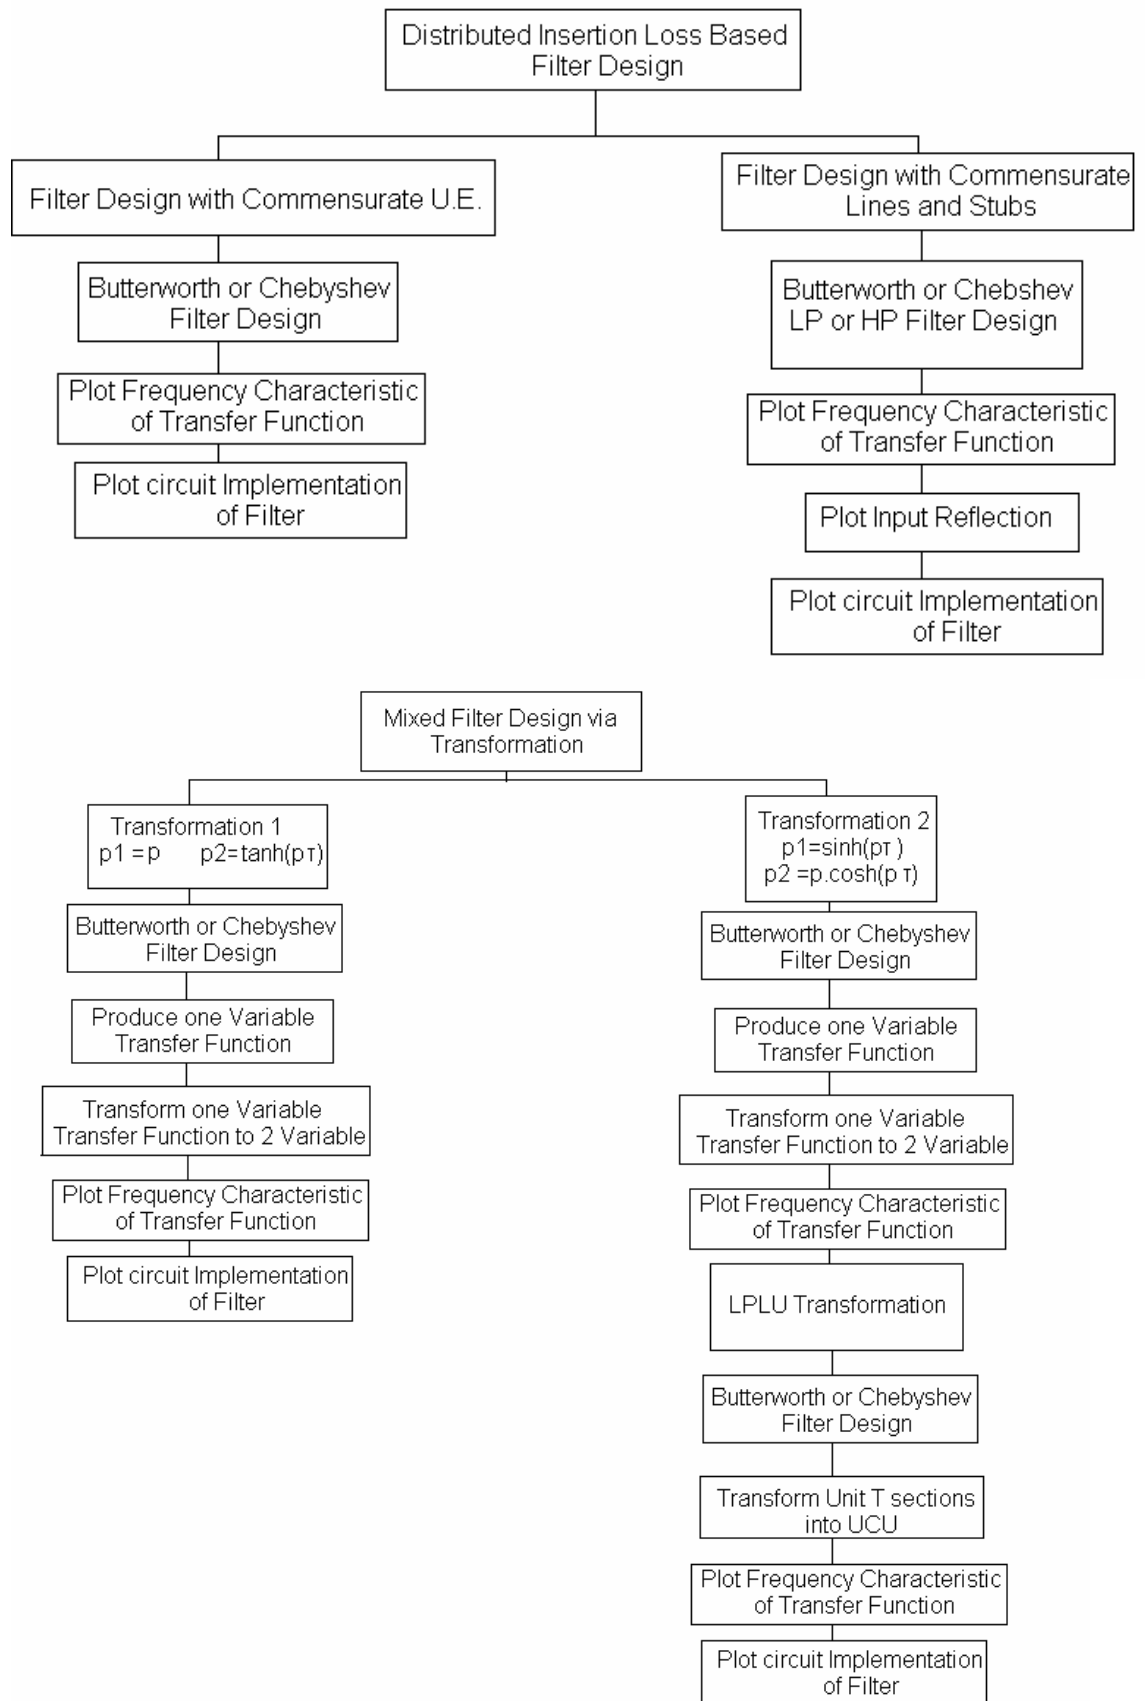 Distributed Insertion Loss Based
Filter Design
Filter Design with Commensurate U.E.
Butterworth or Chebyshev
Filter Design
Plot Frequency Characteristic
of Transfer Function
Plot circuit Implementation
of Filter
Filter Design with Commensurate
Lines and Stubs
Butterworth or Chebshev
LP or HP Filter Design
Plot Frequency Characteristic
of Transfer Function
Plot Input Reflection
Plot circuit Implementation
of Filter
Mixed Filter Design via
Transformation
Transformation 1
p1 =p p2=tanh(pτ)
Butterworth or Chebyshev
Filter Design
Produce one Variable
Transfer Function
Transform one Variable
Transfer Function to 2 Variable
Plot Frequency Characteristic
of Transfer Function
Plot circuit Implementation
of Filter
Transformation 2
p1=sinh(pτ )
p2 =p.cosh(p τ)
Butterworth or Chebyshev
Filter Design
Produce one Variable
Transfer Function
Transform one Variable
Transfer Function to 2 Variable
Plot Frequency Characteristic
of Transfer Function
LPLU Transformation
Butterworth or Chebyshev
Filter Design
Transform Unit T sections
into UCU
Plot Frequency Characteristic
of Transfer Function
Plot circuit Implementation
of Filter